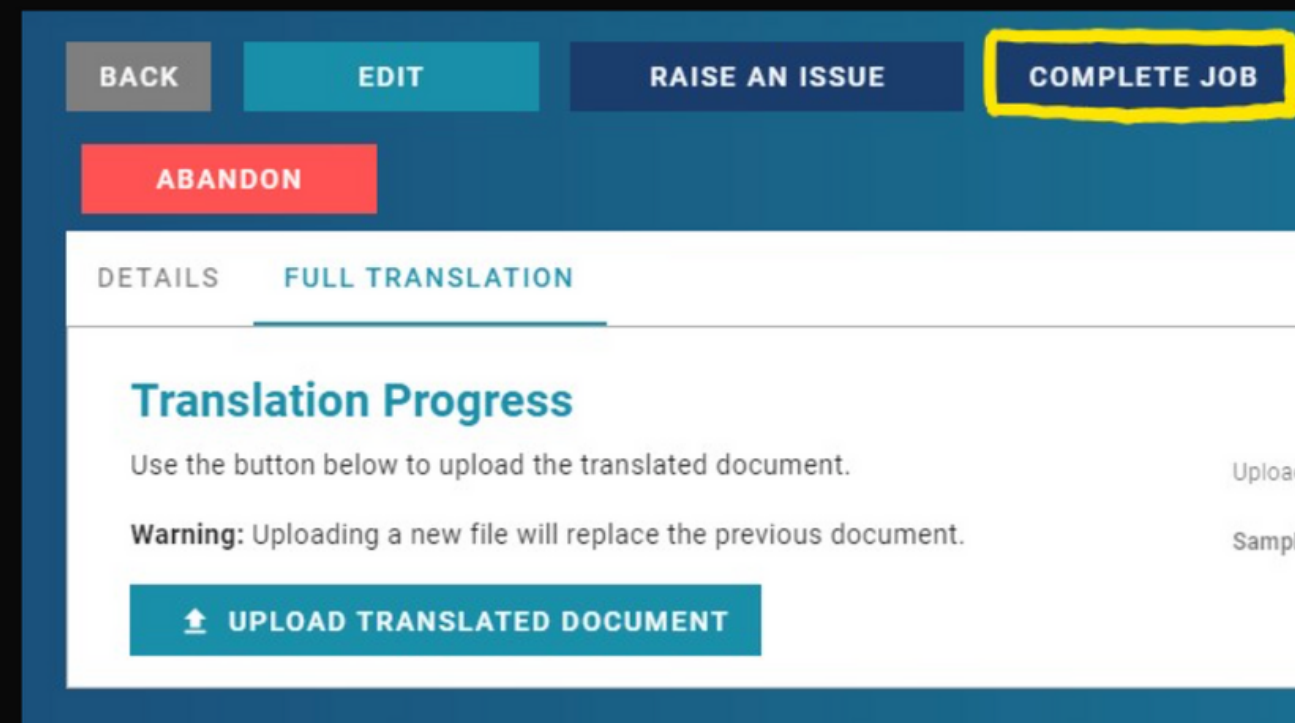 BACK EDIT RAISE AN ISSUE COMPLETE JOB
ABANDON
DETAILS FULL TRANSLATION
Translation Progress
Use the button below to upload the translated document.
Warning: Uploading a new file will replace the previous document.
UPLOAD TRANSLATED DOCUMENT